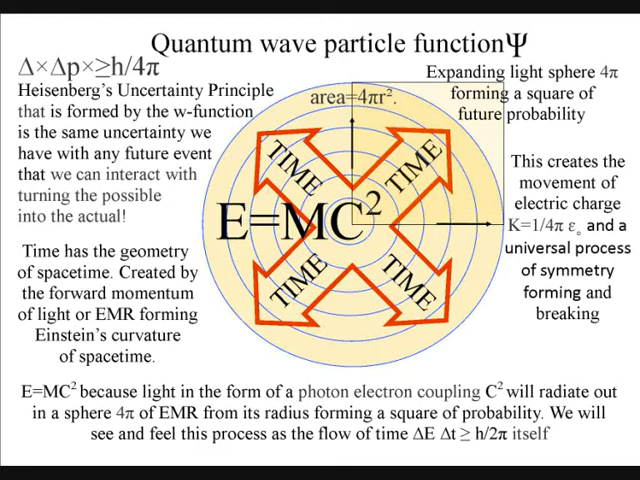 Quantum wave particle functionΨ
Δ×Δp×≥h/4π
Heisenberg's Uncertainty Principle
that is formed by the w-function
is the same uncertainty we
have with any future event
that we can interact with
turning the possible
into the actual!
Time has the geometry
of spacetime. Created by
the forward momentum
of light or EMR forming
Einstein's curvature
of spacetime.
area=4πr².
TIME
TIME
E=MC²
TIME
TIME
Expanding light sphere 4π
forming a square of
future probability
This creates the
movement of
electric charge
K=1/4π ε˳ and a
universal process
of symmetry
forming and
breaking
E=MC² because light in the form of a photon electron coupling C² will radiate out
in a sphere 4π of EMR from its radius forming a square of probability. We will
see and feel this process as the flow of time ΔE Δt ≥ h/2π itself